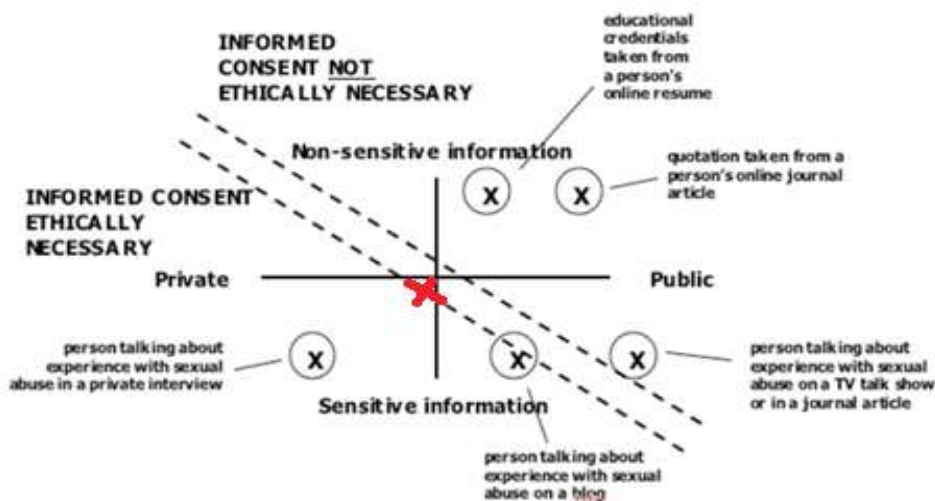 INFORMED
CONSENT NOT
ETHICALLY NECESSARY
educational
credentials
taken from
a person's
online resume
Non-sensitive information
quotation taken from a
person's online journal
article
X
X
INFORMED CONSENT
ETHICALLY
NECESSARY
Private
Public
person talking about
experience with sexual
abuse in a private interview
X
X
X
person talking about
experience with sexual
abuse on a TV talk show
or in a journal article
Sensitive information
person talking about
experience with sexual
abuse on a blog